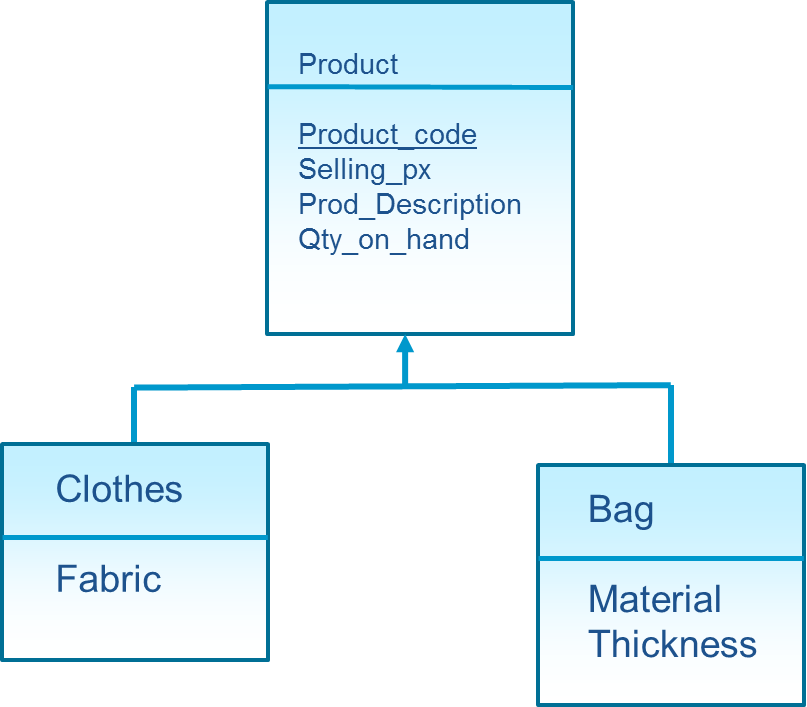 Product
Product_code
Selling_px
Prod_Description
Qty_on_hand
Clothes
Fabric
Bag
Material
Thickness